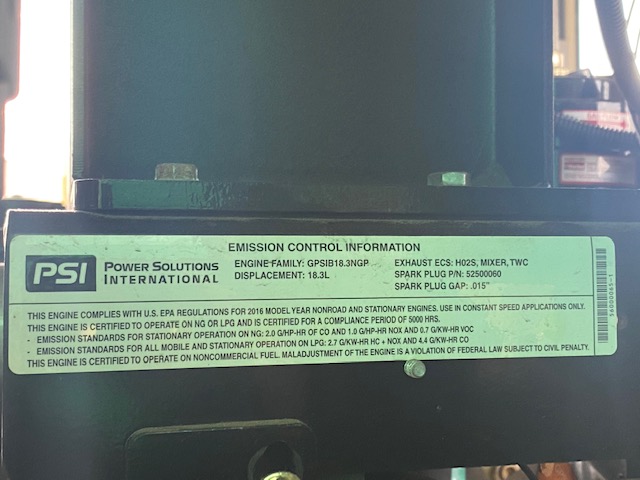 EMISSION CONTROL INFORMATION
PSI POWER SOLUTIONS INTERNATIONAL
ENGINE FAMILY: GPSIB18.3NGP
DISPLACEMENT: 18.3L
EXHAUST ECS: H02S, MIXER, TWC
SPARK PLUG P/N: 52500060
SPARK PLUG GAP: .015"
THIS ENGINE COMPLIES WITH U.S. EPA REGULATIONS FOR 2016 MODEL YEAR NONROAD AND STATIONARY ENGINES. USE IN CONSTANT SPEED APPLICATIONS ONLY.
THIS ENGINE IS CERTIFIED TO OPERATE ON NG OR LPG AND IS CERTIFIED FOR A COMPLIANCE PERIOD OF 5000 HRS.
- EMISSION STANDARDS FOR STATIONARY OPERATION ON NG: 2.0 G/HP-HR OF CO AND 1.0 G/HP-HR NOX AND 0.7 G/KW-HR VOC
- EMISSION STANDARDS FOR ALL MOBILE AND STATIONARY OPERATION ON LPG: 2.7 G/KW-HR HC + NOX AND 4.4 G/KW-HR CO
THIS ENGINE IS CERTIFIED TO OPERATE ON NONCOMMERCIAL FUEL. MALADJUSTMENT OF THE ENGINE IS A VIOLATION OF FEDERAL LAW SUBJECT TO CIVIL PENALTY.
56000065-1